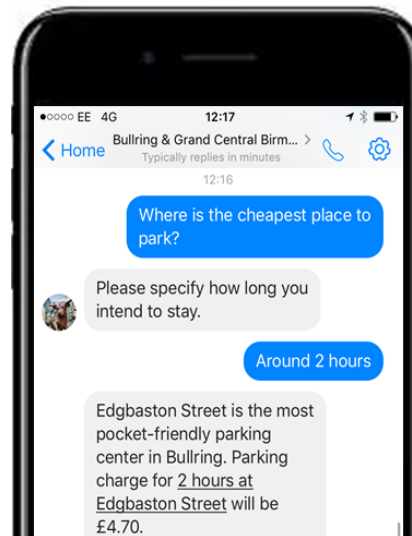 EE 4G 12:17
Bullring & Grand Central Birm...
Home
Typically replies in minutes
12:16
Where is the cheapest place to
park?
Please specify how long you
intend to stay.
Around 2 hours
Edgbaston Street is the most
pocket-friendly parking
center in Bullring. Parking
charge for 2 hours at
Edgbaston Street will be
£4.70.